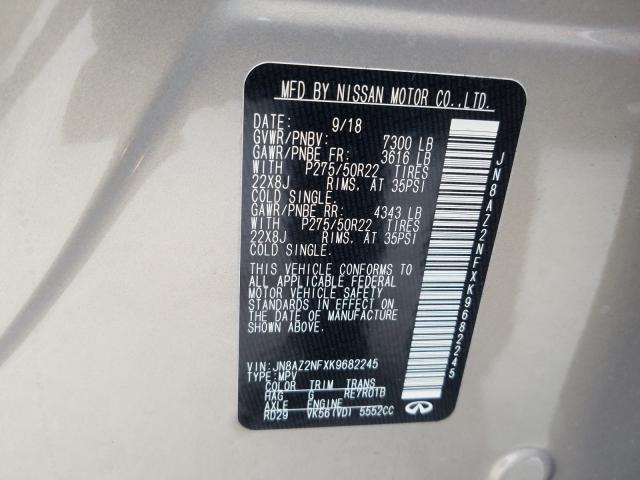 MFD BY NISSAN MOTOR CO.,LTD.
DATE: 9/18
GVWR/PNBV: 7300 LB
GAWR/PNBE FR: 3616 LB
WITH P275/50R22 TIRES
22X8J RIMS. AT 35PSI
COLD SINGLE.
GAWR/PNBE RR: 4343 LB
WITH P275/50R22 TIRES
22X8J RIMS. AT 35PSI
COLD SINGLE.
THIS VEHICLE CONFORMS TO
ALL APPLICABLE FEDERAL
MOTOR VEHICLE SAFETY
STANDARDS IN EFFECT ON
THE DATE OF MANUFACTURE
SHOWN ABOVE.
VIN: JN8AZ2NFXK9682245
TYPE: MPV
COLOR TRIM TRANS
HAG G RE7R01B
AXLE ENGINE
RD29 VK56(VD) 5552CC
JN8AZ2NFXK9682245